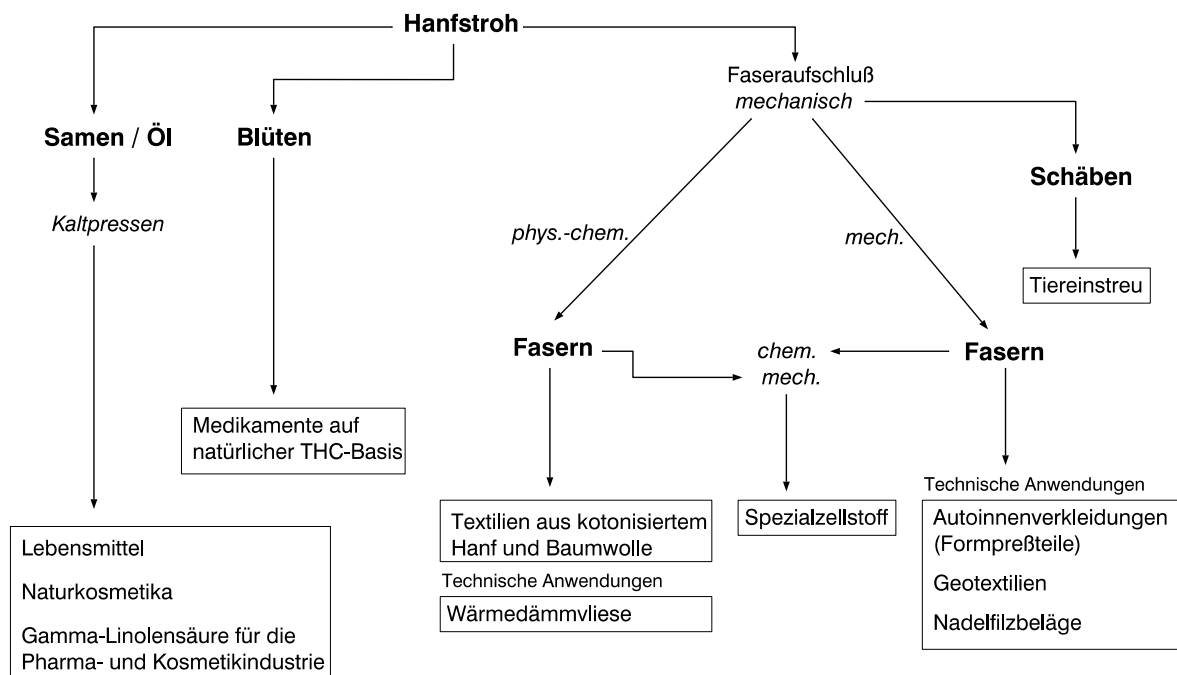 Hanfstroh
Faseraufschluß
mechanisch
Samen / Öl
Blüten
Schäben
Kaltpressen
phys.-chem.
mech.
Tiereinstreu
Fasern
chem.
mech.
Fasern
Medikamente auf
natürlicher THC-Basis
Technische Anwendungen
Textilien aus kotonisiertem
Hanf und Baumwolle
Spezialzellstoff
Autoinnenverkleidungen
(Formpreßteile)
Geotextilien
Nadelfilzbeläge
Technische Anwendungen
Wärmedämmvliese
Lebensmittel
Naturkosmetika
Gamma-Linolensäure für die
Pharma- und Kosmetikindustrie